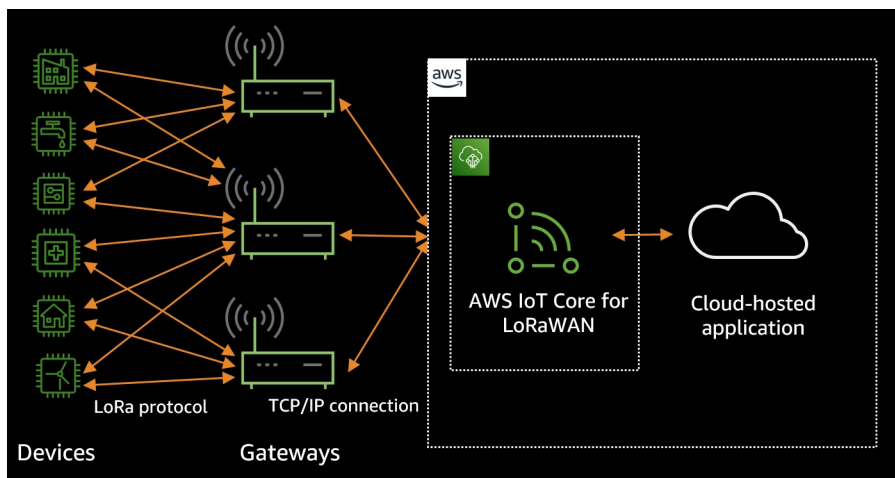 aws
AWS IoT Core for
LoRaWAN
Cloud-hosted
application
LoRa protocol
TCP/IP connection
Devices
Gateways